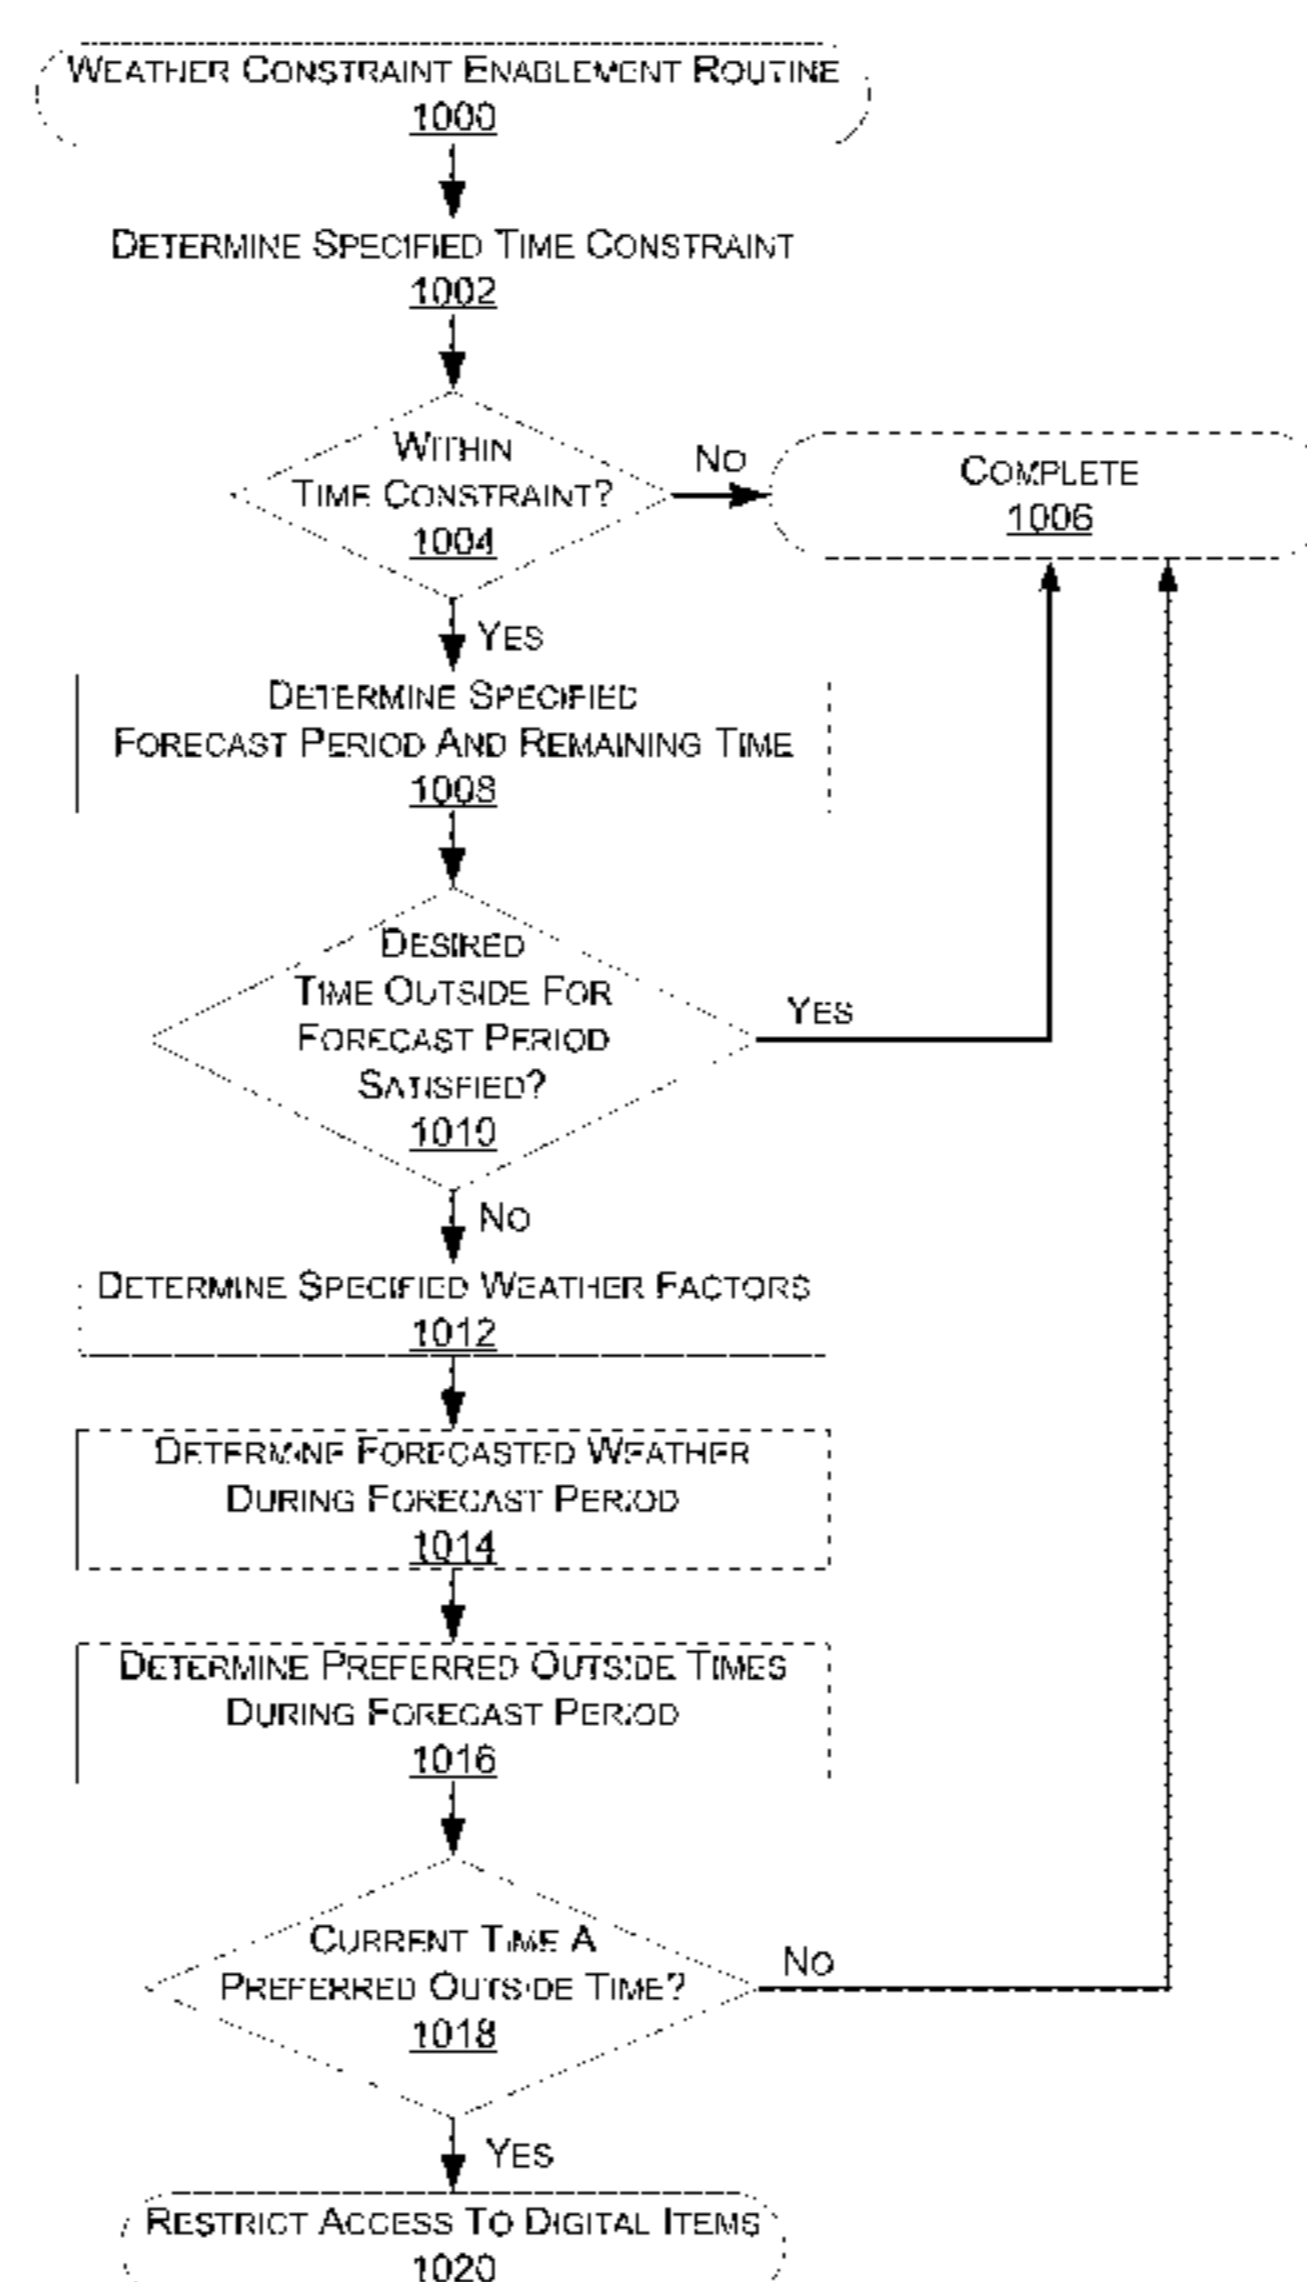 WEATHER CONSTRAINT ENABLEMENT ROUTINE
1000
DETERMINE SPECIFIED TIME CONSTRAINT
1002
WITHIN
TIME CONSTRAINT?
1004
NO
COMPLETE
1006
YES
DETERMINE SPECIFIED
FORECAST PERIOD AND REMAINING TIME
1008
DESIRED
TIME OUTSIDE FOR
FORECAST PERIOD
SATISFIED?
1010
YES
NO
DETERMINE SPECIFIED WEATHER FACTORS
1012
DETERMINE FORECASTED WEATHER
DURING FORECAST PERIOD
1014
DETERMINE PREFERRED OUTSIDE TIMES
DURING FORECAST PERIOD
1016
CURRENT TIME A
PREFERRED OUTSIDE TIME?
1018
NO
YES
RESTRICT ACCESS TO DIGITAL ITEMS
1020